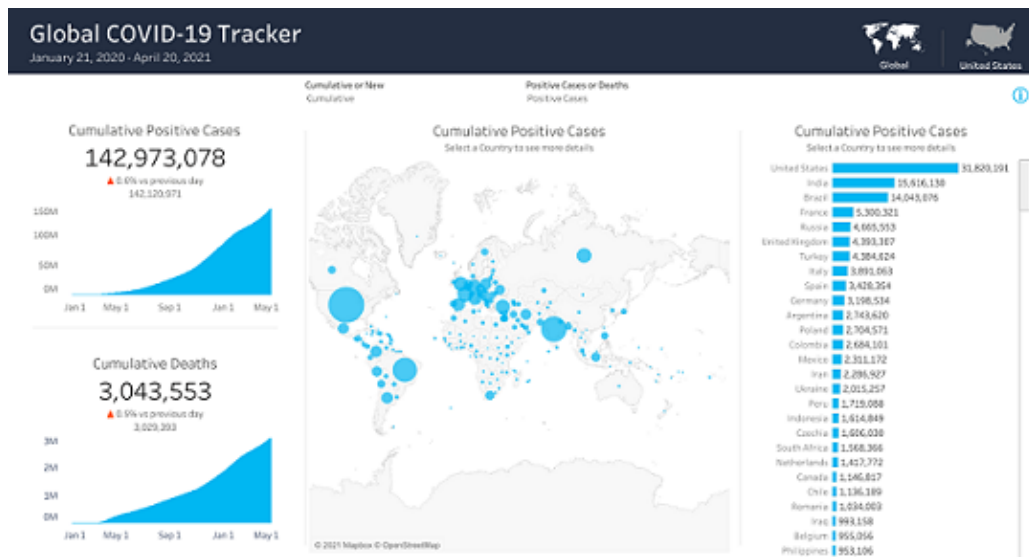 Global COVID-19 Tracker
January 21, 2020 - April 20, 2021
Global
United States
Cumulative or New
Cumulative
Positive Cases or Deaths
Positive Cases
Cumulative Positive Cases
142,973,078
▲ 0.6% vs previous day
142,120,971
150M
100M
50M
0M
Jan 1 May 1 Sep 1 Jan 1 May 1
Cumulative Deaths
3,043,553
▲ 0.5% vs previous day
3,029,393
3M
2M
1M
0M
Jan 1 May 1 Sep 1 Jan 1 May 1
Cumulative Positive Cases
Select a Country to see more details
© 2021 Mapbox © OpenStreetMap
Cumulative Positive Cases
Select a Country to see more details
United States 31,820,191
India 15,616,130
Brazil 14,043,076
France 5,300,321
Russia 4,665,553
United Kingdom 4,393,307
Turkey 4,384,624
Italy 3,891,063
Spain 3,428,354
Germany 3,198,534
Argentina 2,743,620
Poland 2,704,571
Colombia 2,684,101
Mexico 2,311,172
Iran 2,286,927
Ukraine 2,015,257
Peru 1,719,088
Indonesia 1,614,849
Czechia 1,606,030
South Africa 1,568,366
Netherlands 1,417,772
Canada 1,146,817
Chile 1,136,189
Romania 1,034,003
Iraq 993,158
Belgium 955,056
Philippines 953,106